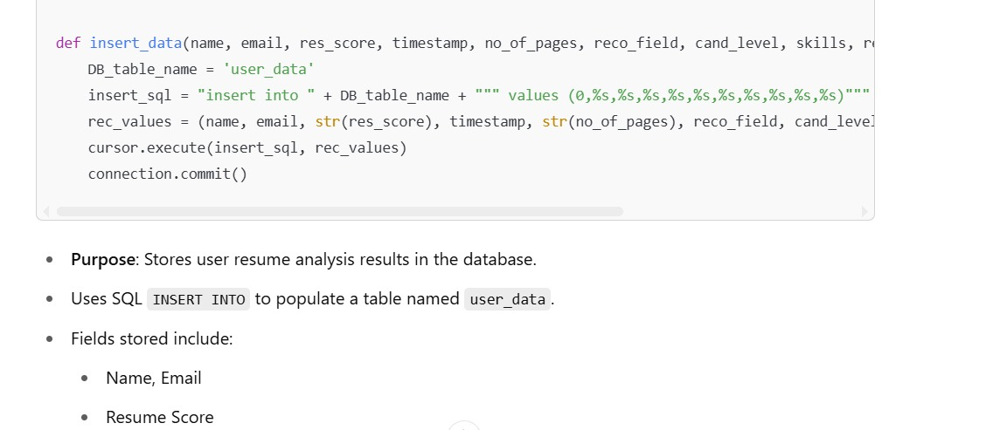 def insert_data(name, email, res_score, timestamp, no_of_pages, reco_field, cand_level, skills,
DB_table_name = 'user_data'
insert_sql = "insert into " + DB_table_name + """ values (0,%s,%s,%s,%s,%s,%s,%s,%s,%s,%s)"""
rec_values = (name, email, str(res_score), timestamp, str(no_of_pages), reco_field, cand_level
cursor.execute(insert_sql, rec_values)
connection.commit()
Purpose: Stores user resume analysis results in the database.
Uses SQL INSERT INTO to populate a table named user_data.
Fields stored include:
Name, Email
Resume Score